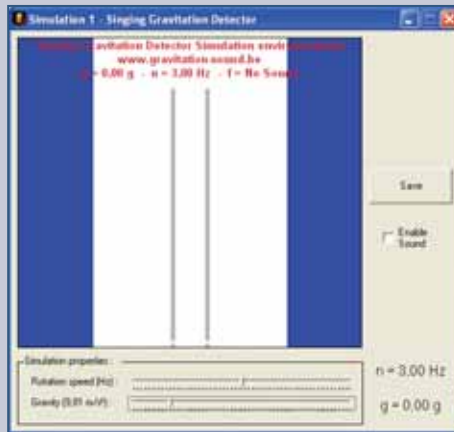 Simulation 1 - Singing Gravitation Detector
Gravitation Detector Simulation
www.gravitation-sound.be
g = 0,00 g - n = 3,00 Hz - f = No Sound
Save
Enable
Sound
Simulation properties:
Rotation speed (Hz):
Gravity (0,01 m/s²):
n = 3,00 Hz
g = 0,00 g